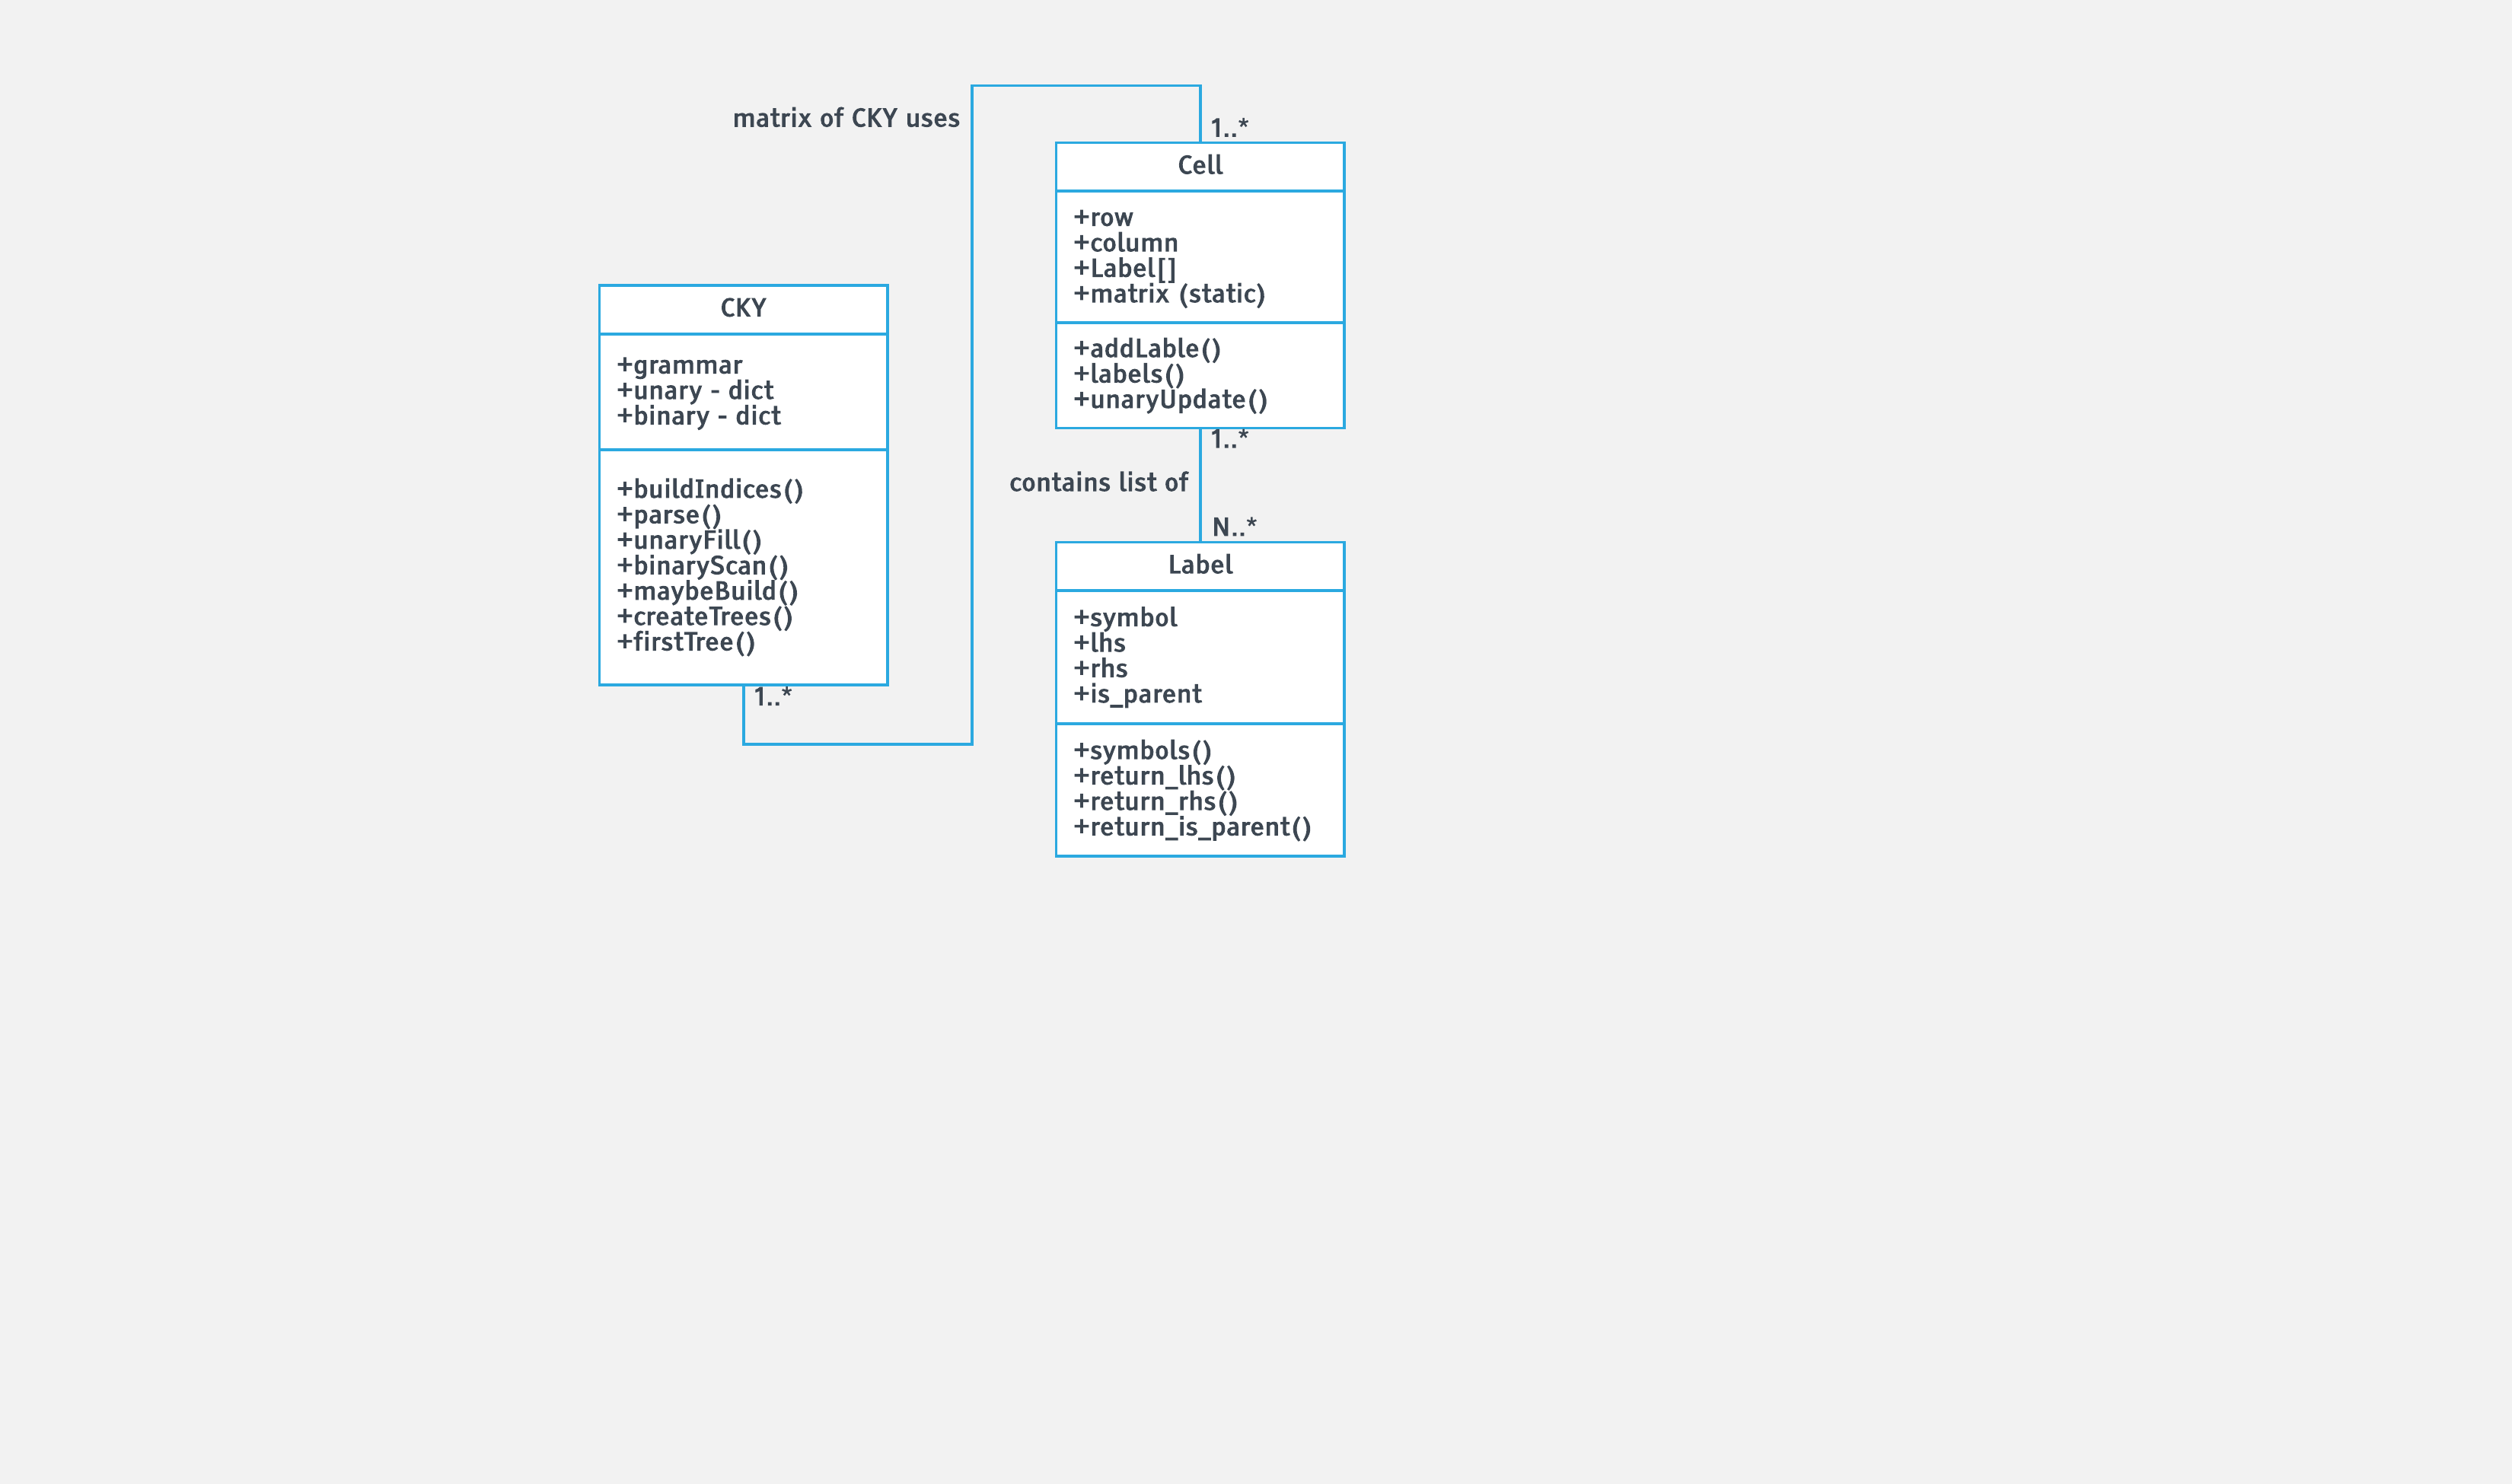 matrix of CKY uses
1..*
Cell
+row
+column
+Label[]
+matrix (static)
+addLable()
+labels()
+unaryUpdate()
1..*
contains list of
N..*
CKY
+grammar
+unary - dict
+binary - dict
+buildIndices()
+parse()
+unaryFill()
+binaryScan()
+maybeBuild()
+createTrees()
+firstTree()
1..*
Label
+symbol
+lhs
+rhs
+is_parent
+symbols()
+return_lhs()
+return_rhs()
+return_is_parent()